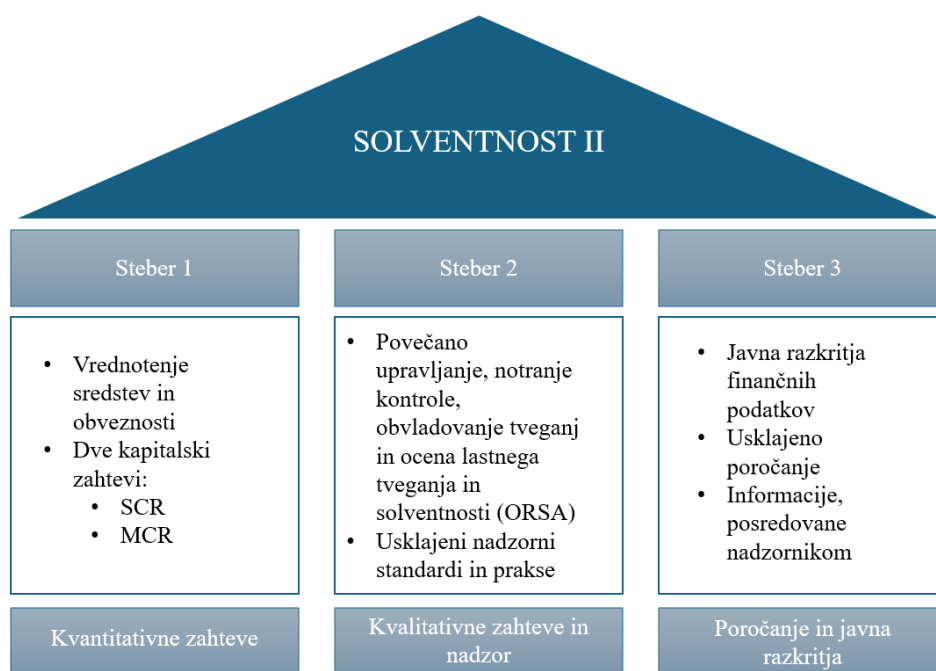 SOLVENTNOST II
Steber 1
Steber 2
Steber 3
• Vrednotenje
sredstev in
obveznosti
• Dve kapitalski
zahtevi:
• SCR
• MCR
• Povečano
upravljanje, notranje
kontrole,
obvladovanje tveganj
in ocena lastnega
tveganja in
solventnosti (ORSA)
• Usklajeni nadzorni
standardi in prakse
• Javna razkritja
finančnih
podatkov
• Usklajeno
poročanje
• Informacije,
posredovane
nadzornikom
Kvantitativne zahteve
Kvalitativne zahteve in
nadzor
Poročanje in javna
razkritja